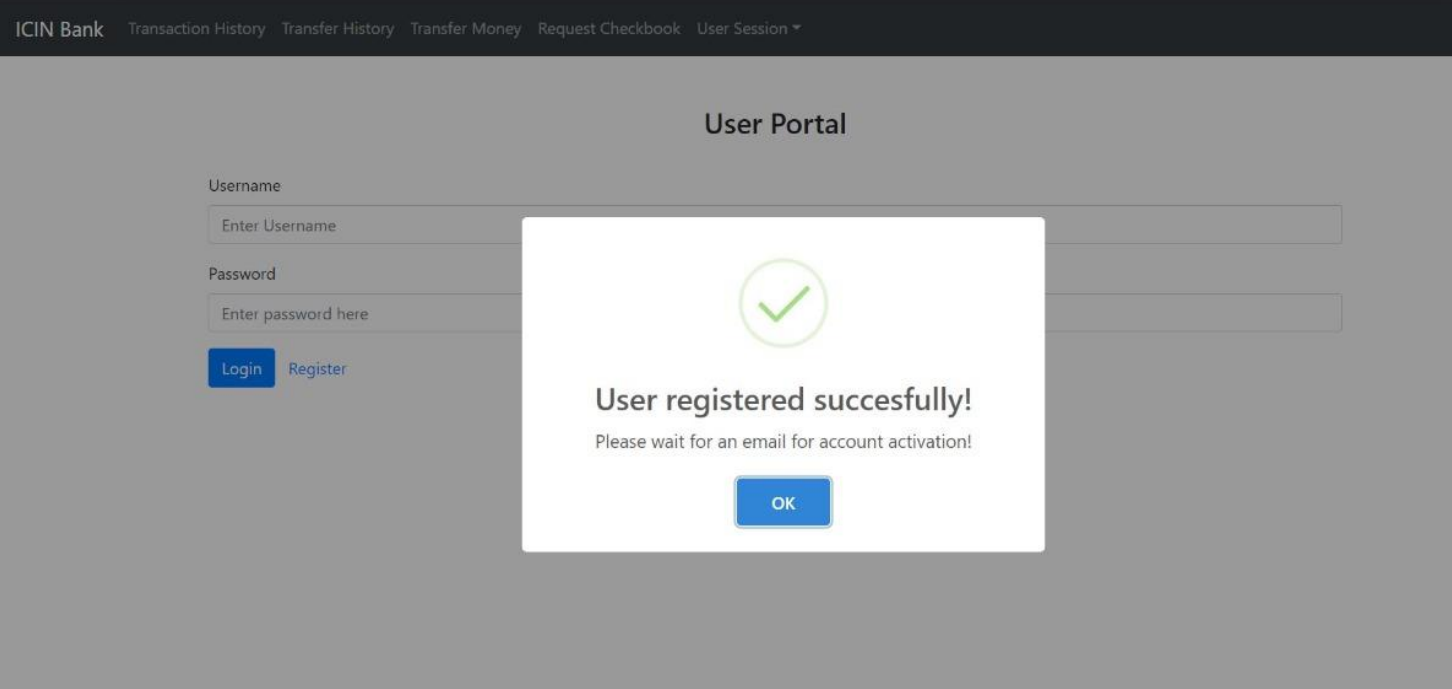 ICIN Bank Transaction History Transfer History Transfer Money Request Checkbook User Session
User Portal
Username
Enter Username
Password
Enter password here
Login Register
User registered succesfully!
Please wait for an email for account activation!
OK